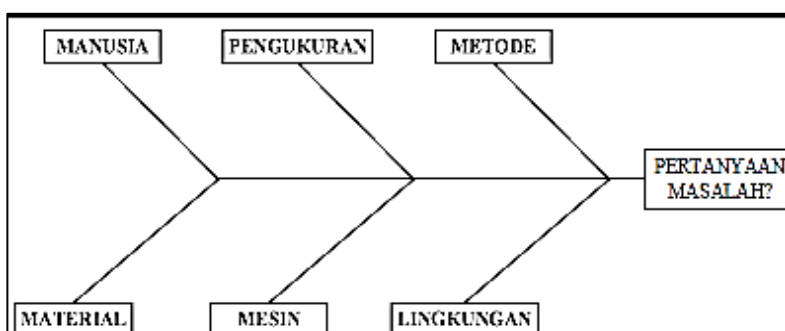 MANUSIA
PENGUKURAN
METODE
PERTANYAAN
MASALAH?
MATERIAL
MESIN
LINGKUNGAN